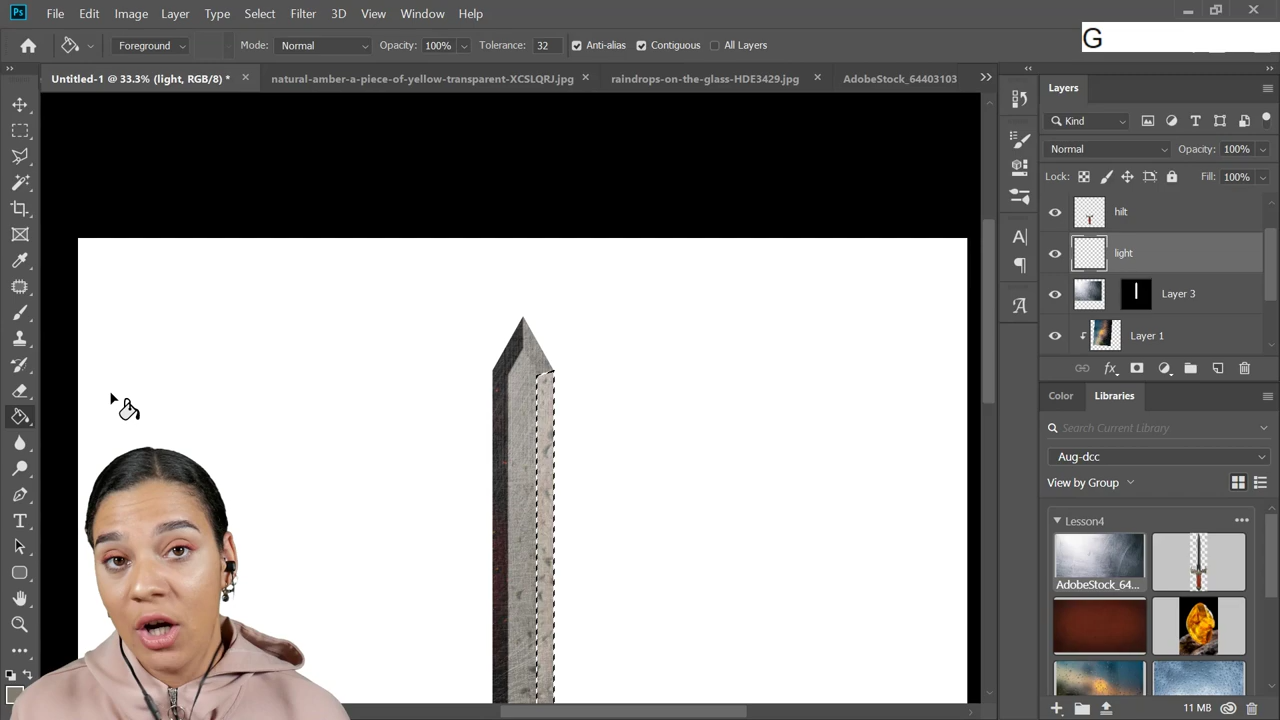 Ps File Edit Image Layer Type Select Filter 3D View Window Help
G
Foreground Mode: Normal Opacity: 100% Tolerance: 32 Anti-alias Contiguous All Layers
Untitled-1 @ 33.3% (light, RGB/8) * natural-amber-a-piece-of-yellow-transparent-XCSLQRJ.jpg raindrops-on-the-glass-HDE3429.jpg AdobeStock_64403103
Layers
Kind
Normal Opacity: 100%
Lock: Fill: 100%
hilt
light
Layer 3
Layer 1
fx
Color Libraries
Search Current Library
Aug-dcc
View by Group
Lesson4
AdobeStock_64...
11 MB